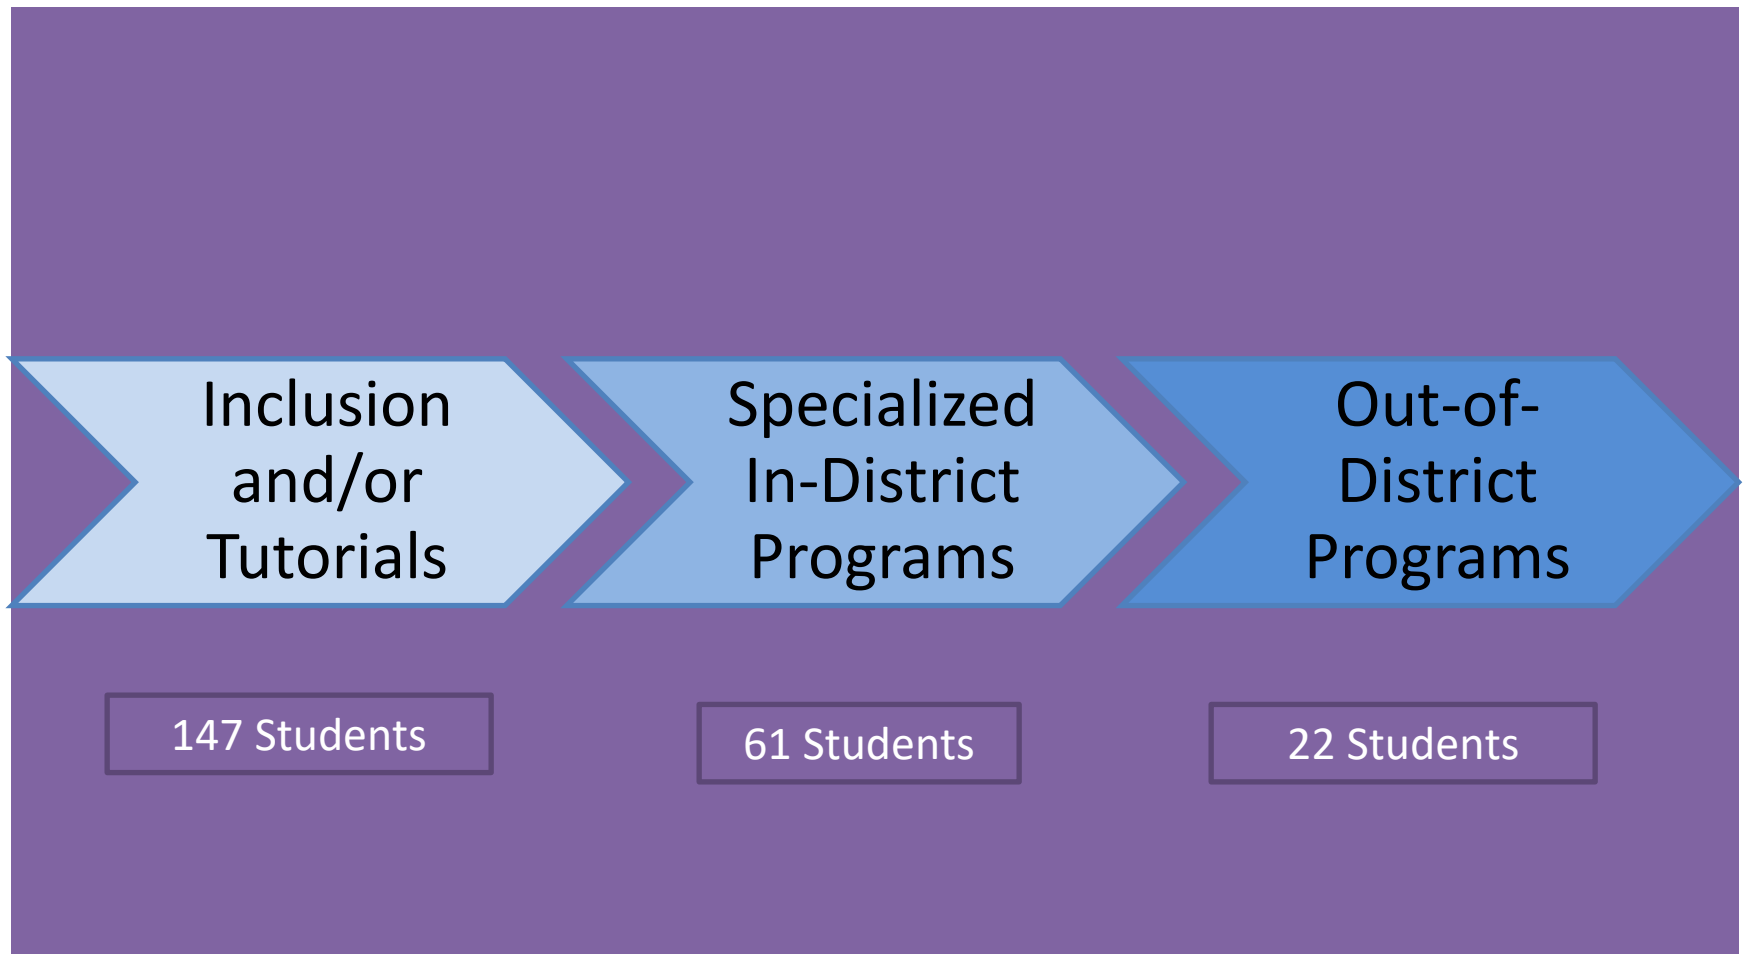 Inclusion
and/or
Tutorials
Specialized
In-District
Programs
Out-of-
District
Programs
147 Students
61 Students
22 Students